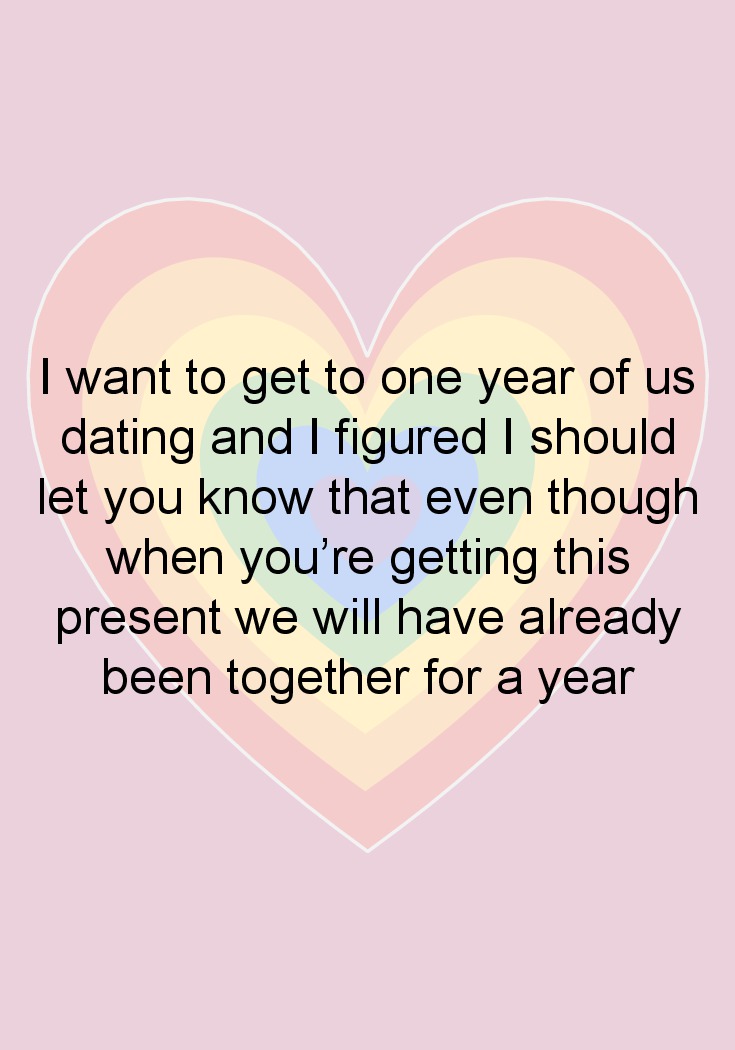 I want to get to one year of us
dating and I figured I should
let you know that even though
when you’re getting this
present we will have already
been together for a year